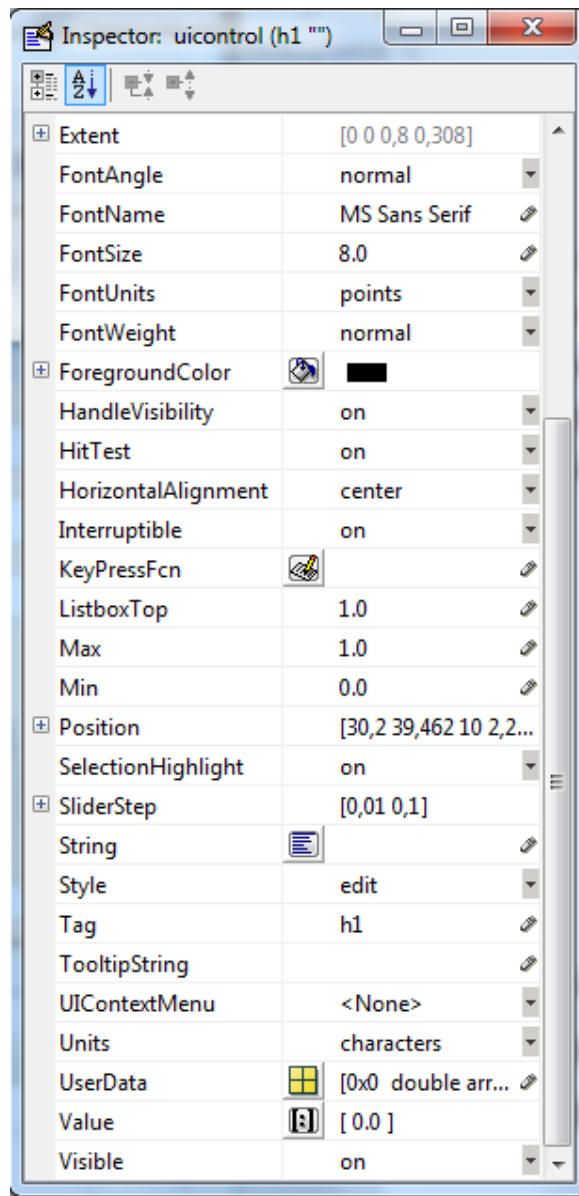 Inspector: uicontrol (h1 "")
Extent [0 0 0,8 0,308]
FontAngle normal
FontName MS Sans Serif
FontSize 8.0
FontUnits points
FontWeight normal
ForegroundColor
HandleVisibility on
HitTest on
HorizontalAlignment center
Interruptible on
KeyPressFcn
ListboxTop 1.0
Max 1.0
Min 0.0
Position [30,2 39,462 10 2,2...
SelectionHighlight on
SliderStep [0,01 0,1]
String
Style edit
Tag h1
TooltipString
UIContextMenu <None>
Units characters
UserData [0x0 double arr...
Value [ 0.0 ]
Visible on